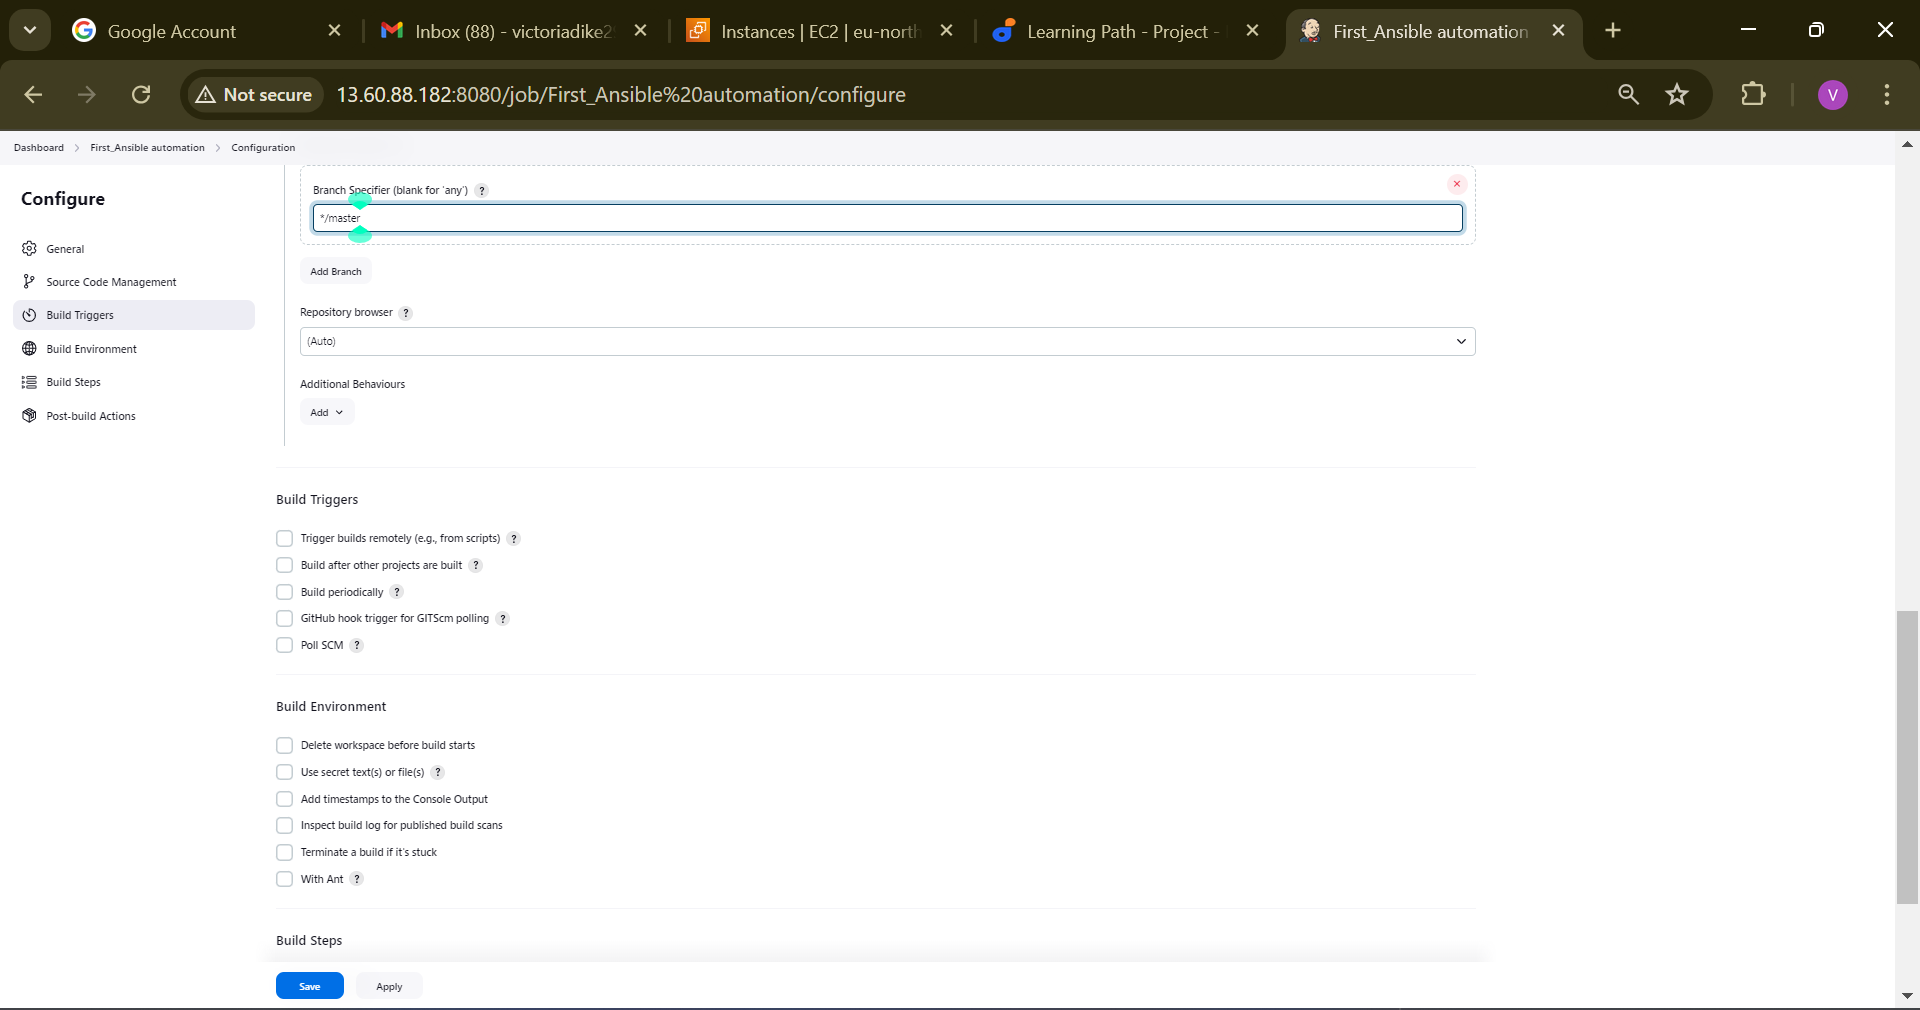 Google Account
Inbox (88) - victoriadike2
Instances | EC2 | eu-north
Learning Path - Project -
First_Ansible automation
Not secure
13.60.88.182:8080/job/First_Ansible%20automation/configure
V
Dashboard > First_Ansible automation > Configuration
Configure
General
Source Code Management
Build Triggers
Build Environment
Build Steps
Post-build Actions
Branch Specifier (blank for 'any') ?
*/master
Add Branch
Repository browser ?
(Auto)
Additional Behaviours
Add
Build Triggers
Trigger builds remotely (e.g., from scripts) ?
Build after other projects are built ?
Build periodically ?
GitHub hook trigger for GITScm polling ?
Poll SCM ?
Build Environment
Delete workspace before build starts
Use secret text(s) or file(s) ?
Add timestamps to the Console Output
Inspect build log for published build scans
Terminate a build if it's stuck
With Ant ?
Build Steps
Save
Apply